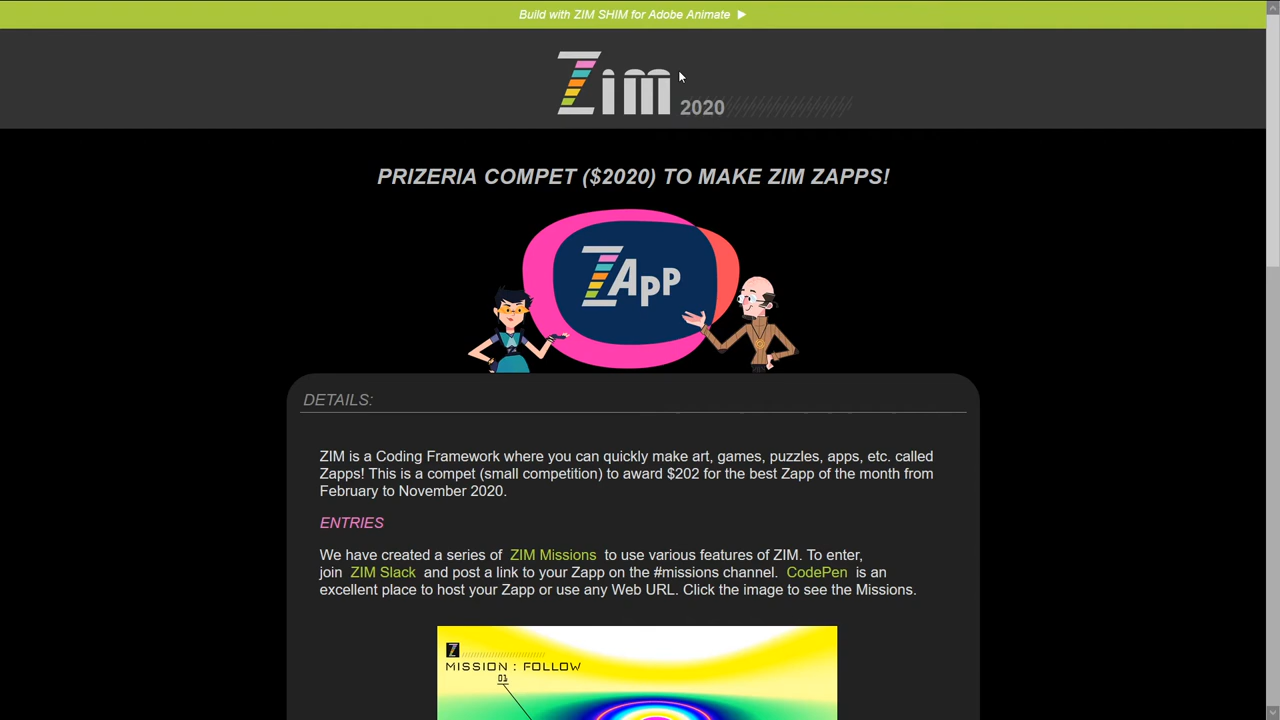 Build with ZIM SHIM for Adobe Animate ▶
Zim 2020
PRIZERIA COMPET ($2020) TO MAKE ZIM ZAPPS!
ZApp
DETAILS:
ZIM is a Coding Framework where you can quickly make art, games, puzzles, apps, etc. called
Zapps! This is a compet (small competition) to award $202 for the best Zapp of the month from
February to November 2020.
ENTRIES
We have created a series of ZIM Missions to use various features of ZIM. To enter,
join ZIM Slack and post a link to your Zapp on the #missions channel. CodePen is an
excellent place to host your Zapp or use any Web URL. Click the image to see the Missions.
Z
MISSION : FOLLOW
01